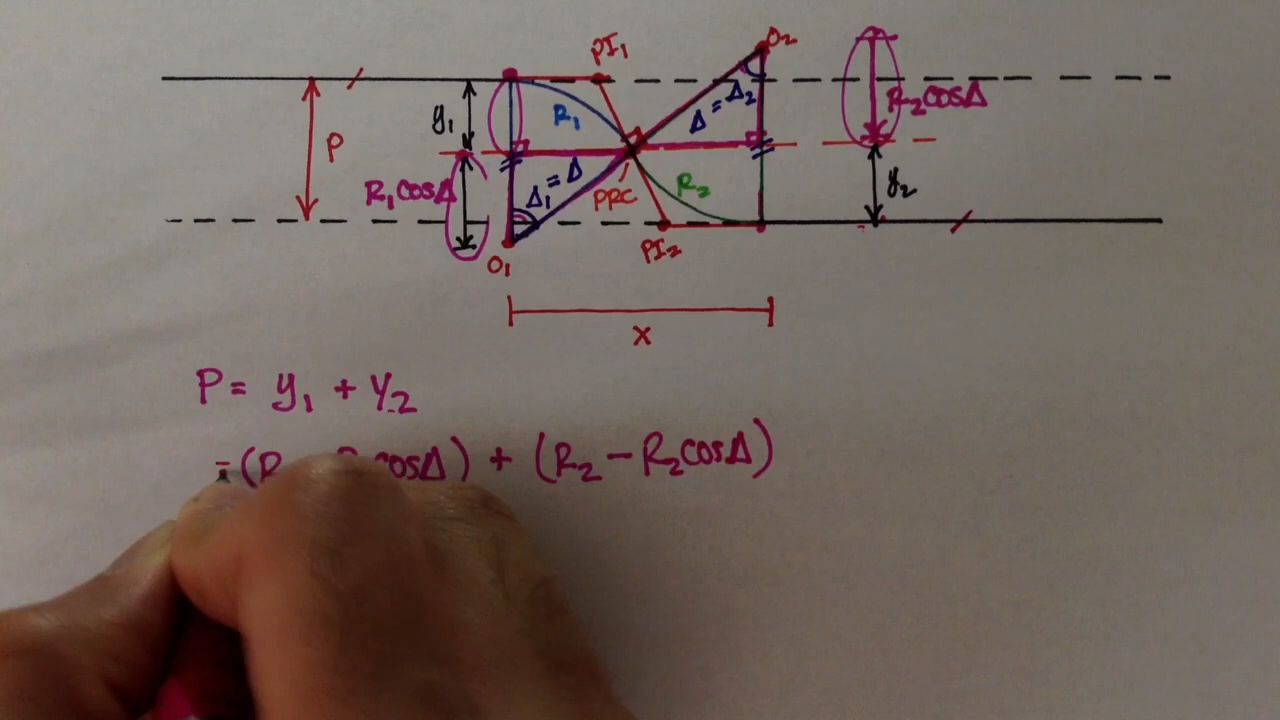 PI₁
O₂
P
y₁
R₁
Δ = Δ₂
R₂cosΔ
R₁cosΔ
Δ₁ = Δ
PRC
R₂
y₂
O₁
PI₂
x
P = y₁ + y₂
= (R cosΔ) + (R₂ − R₂cosΔ)